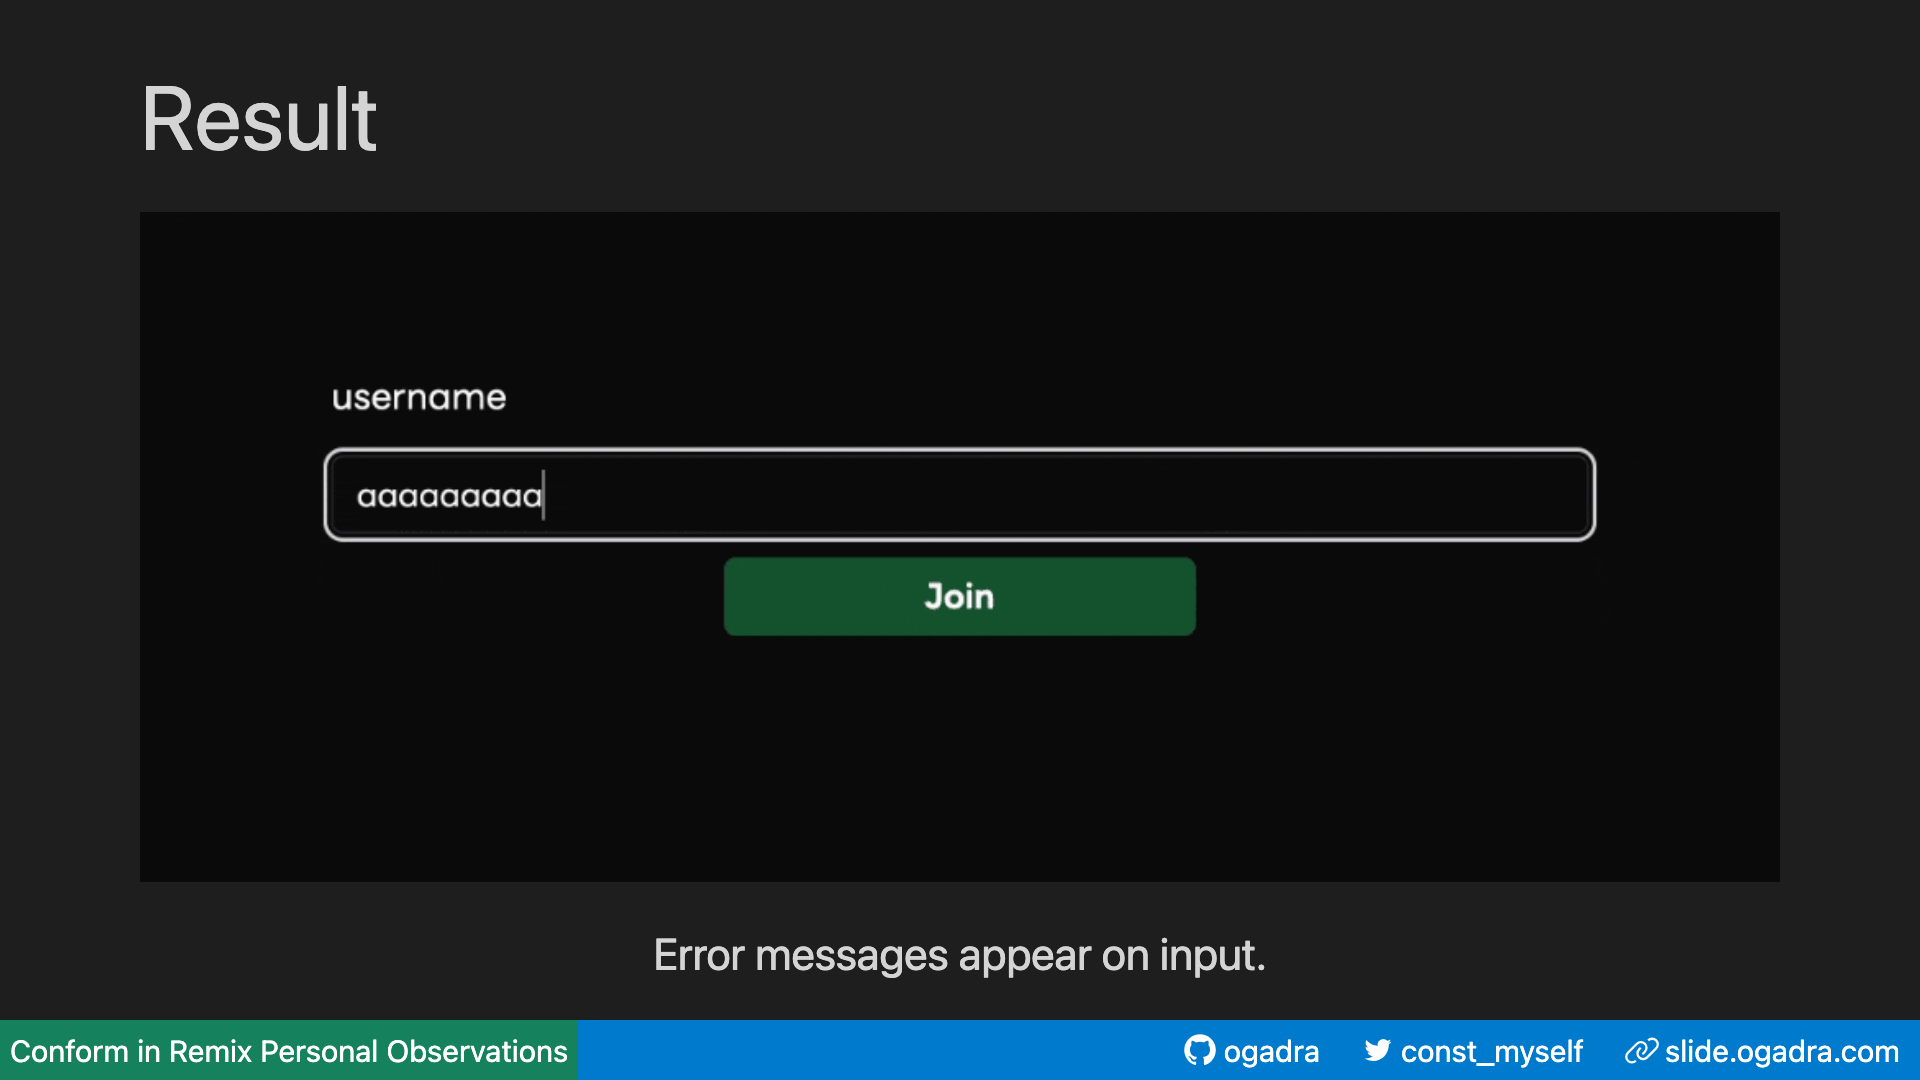 Result
username
aaaaaaaaa
Join
Error messages appear on input.
Conform in Remix Personal Observations
ogadra
const_myself
slide.ogadra.com